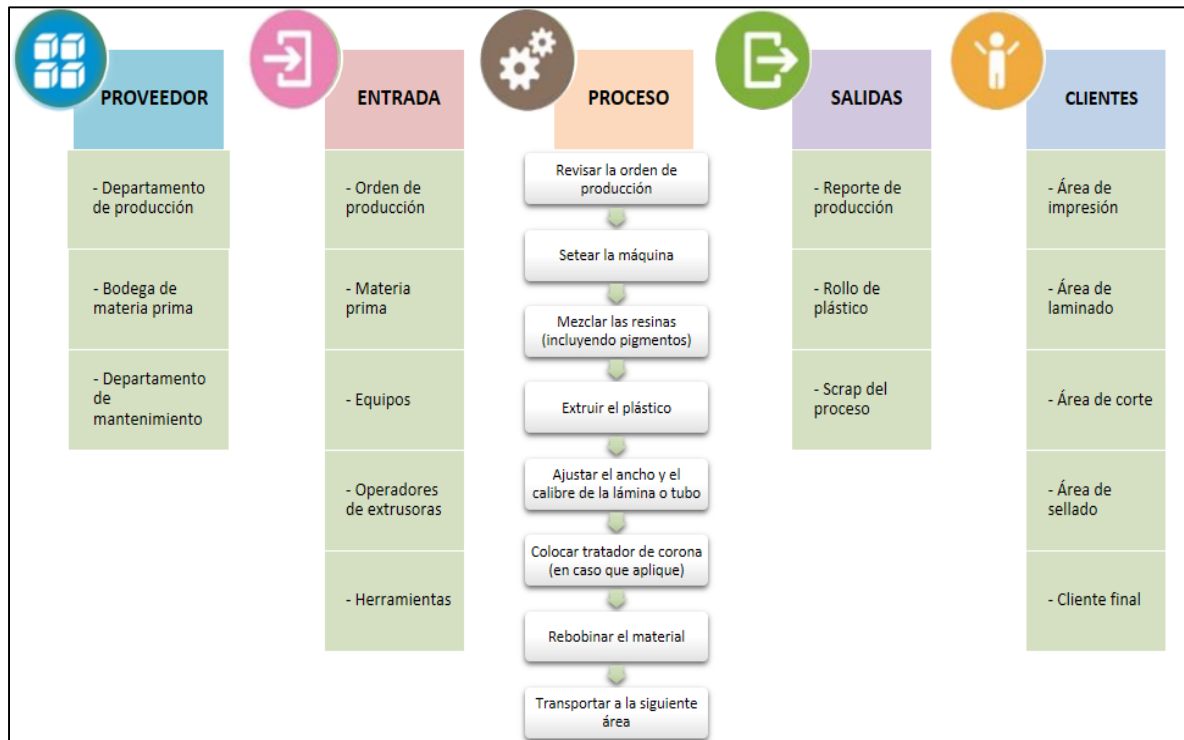 PROVEEDOR
- Departamento
de producción
- Bodega de
materia prima
- Departamento
de
mantenimiento
ENTRADA
- Orden de
producción
- Materia
prima
- Equipos
- Operadores
de extrusoras
- Herramientas
PROCESO
Revisar la orden de
producción
Setear la máquina
Mezclar las resinas
(incluyendo pigmentos)
Extruir el plástico
Ajustar el ancho y el
calibre de la lámina o tubo
Colocar tratador de corona
(en caso que aplique)
Rebobinar el material
Transportar a la siguiente
área
SALIDAS
- Reporte de
producción
- Rollo de
plástico
- Scrap del
proceso
CLIENTES
- Área de
impresión
- Área de
laminado
- Área de corte
- Área de
sellado
- Cliente final